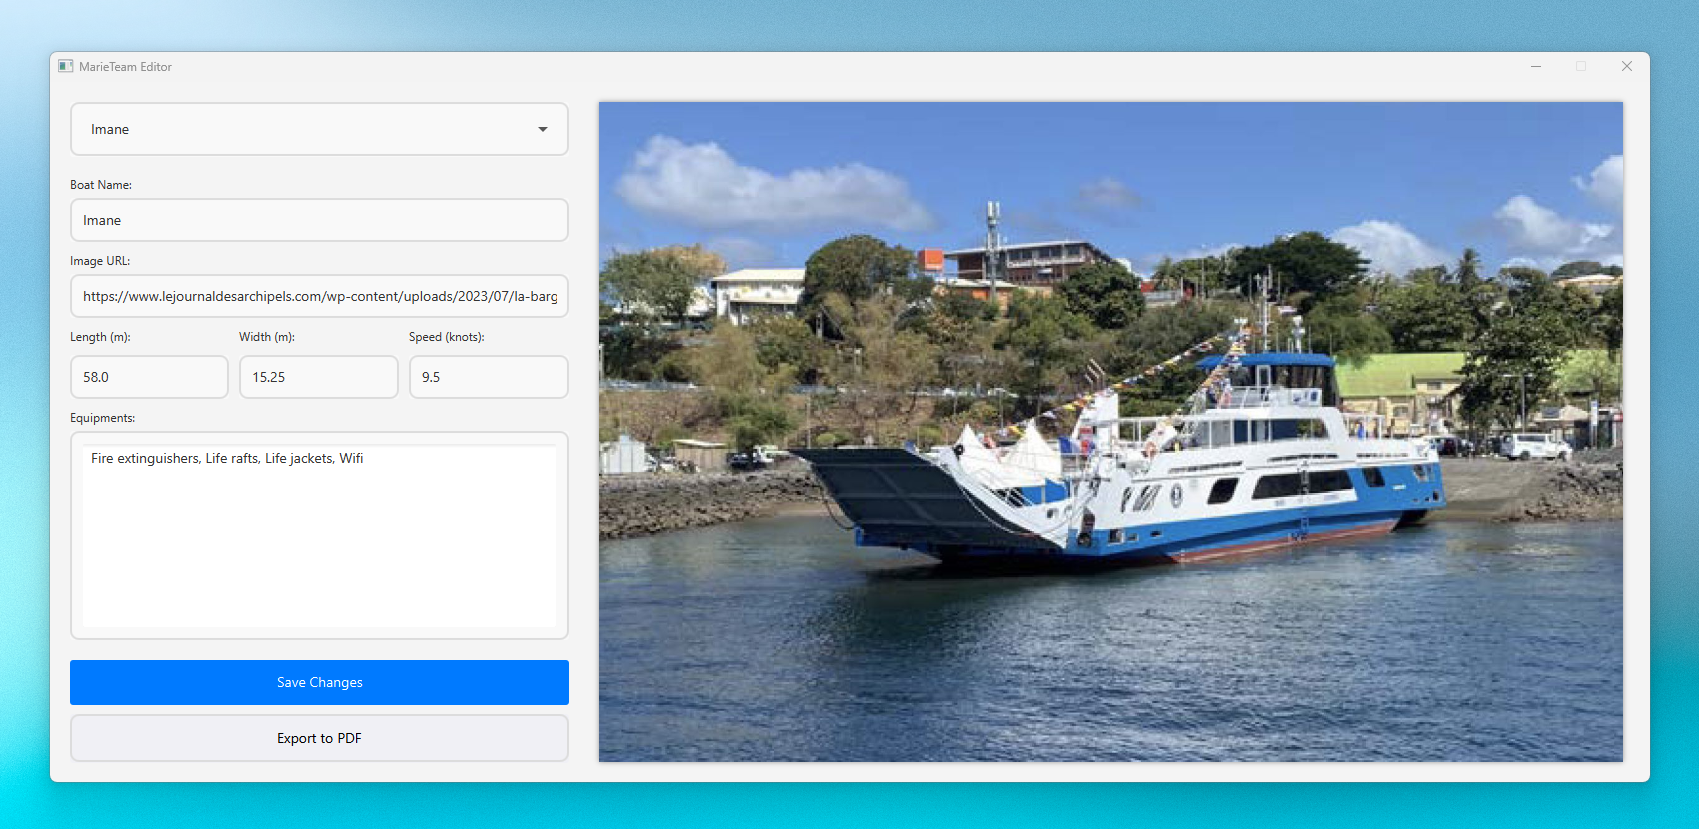 MarieTeam Editor
Imane
Boat Name:
Imane
Image URL:
https://www.lejournaldesarchipels.com/wp-content/uploads/2023/07/la-barg
Length (m):
Width (m):
Speed (knots):
58.0
15.25
9.5
Equipments:
Fire extinguishers, Life rafts, Life jackets, Wifi
Save Changes
Export to PDF